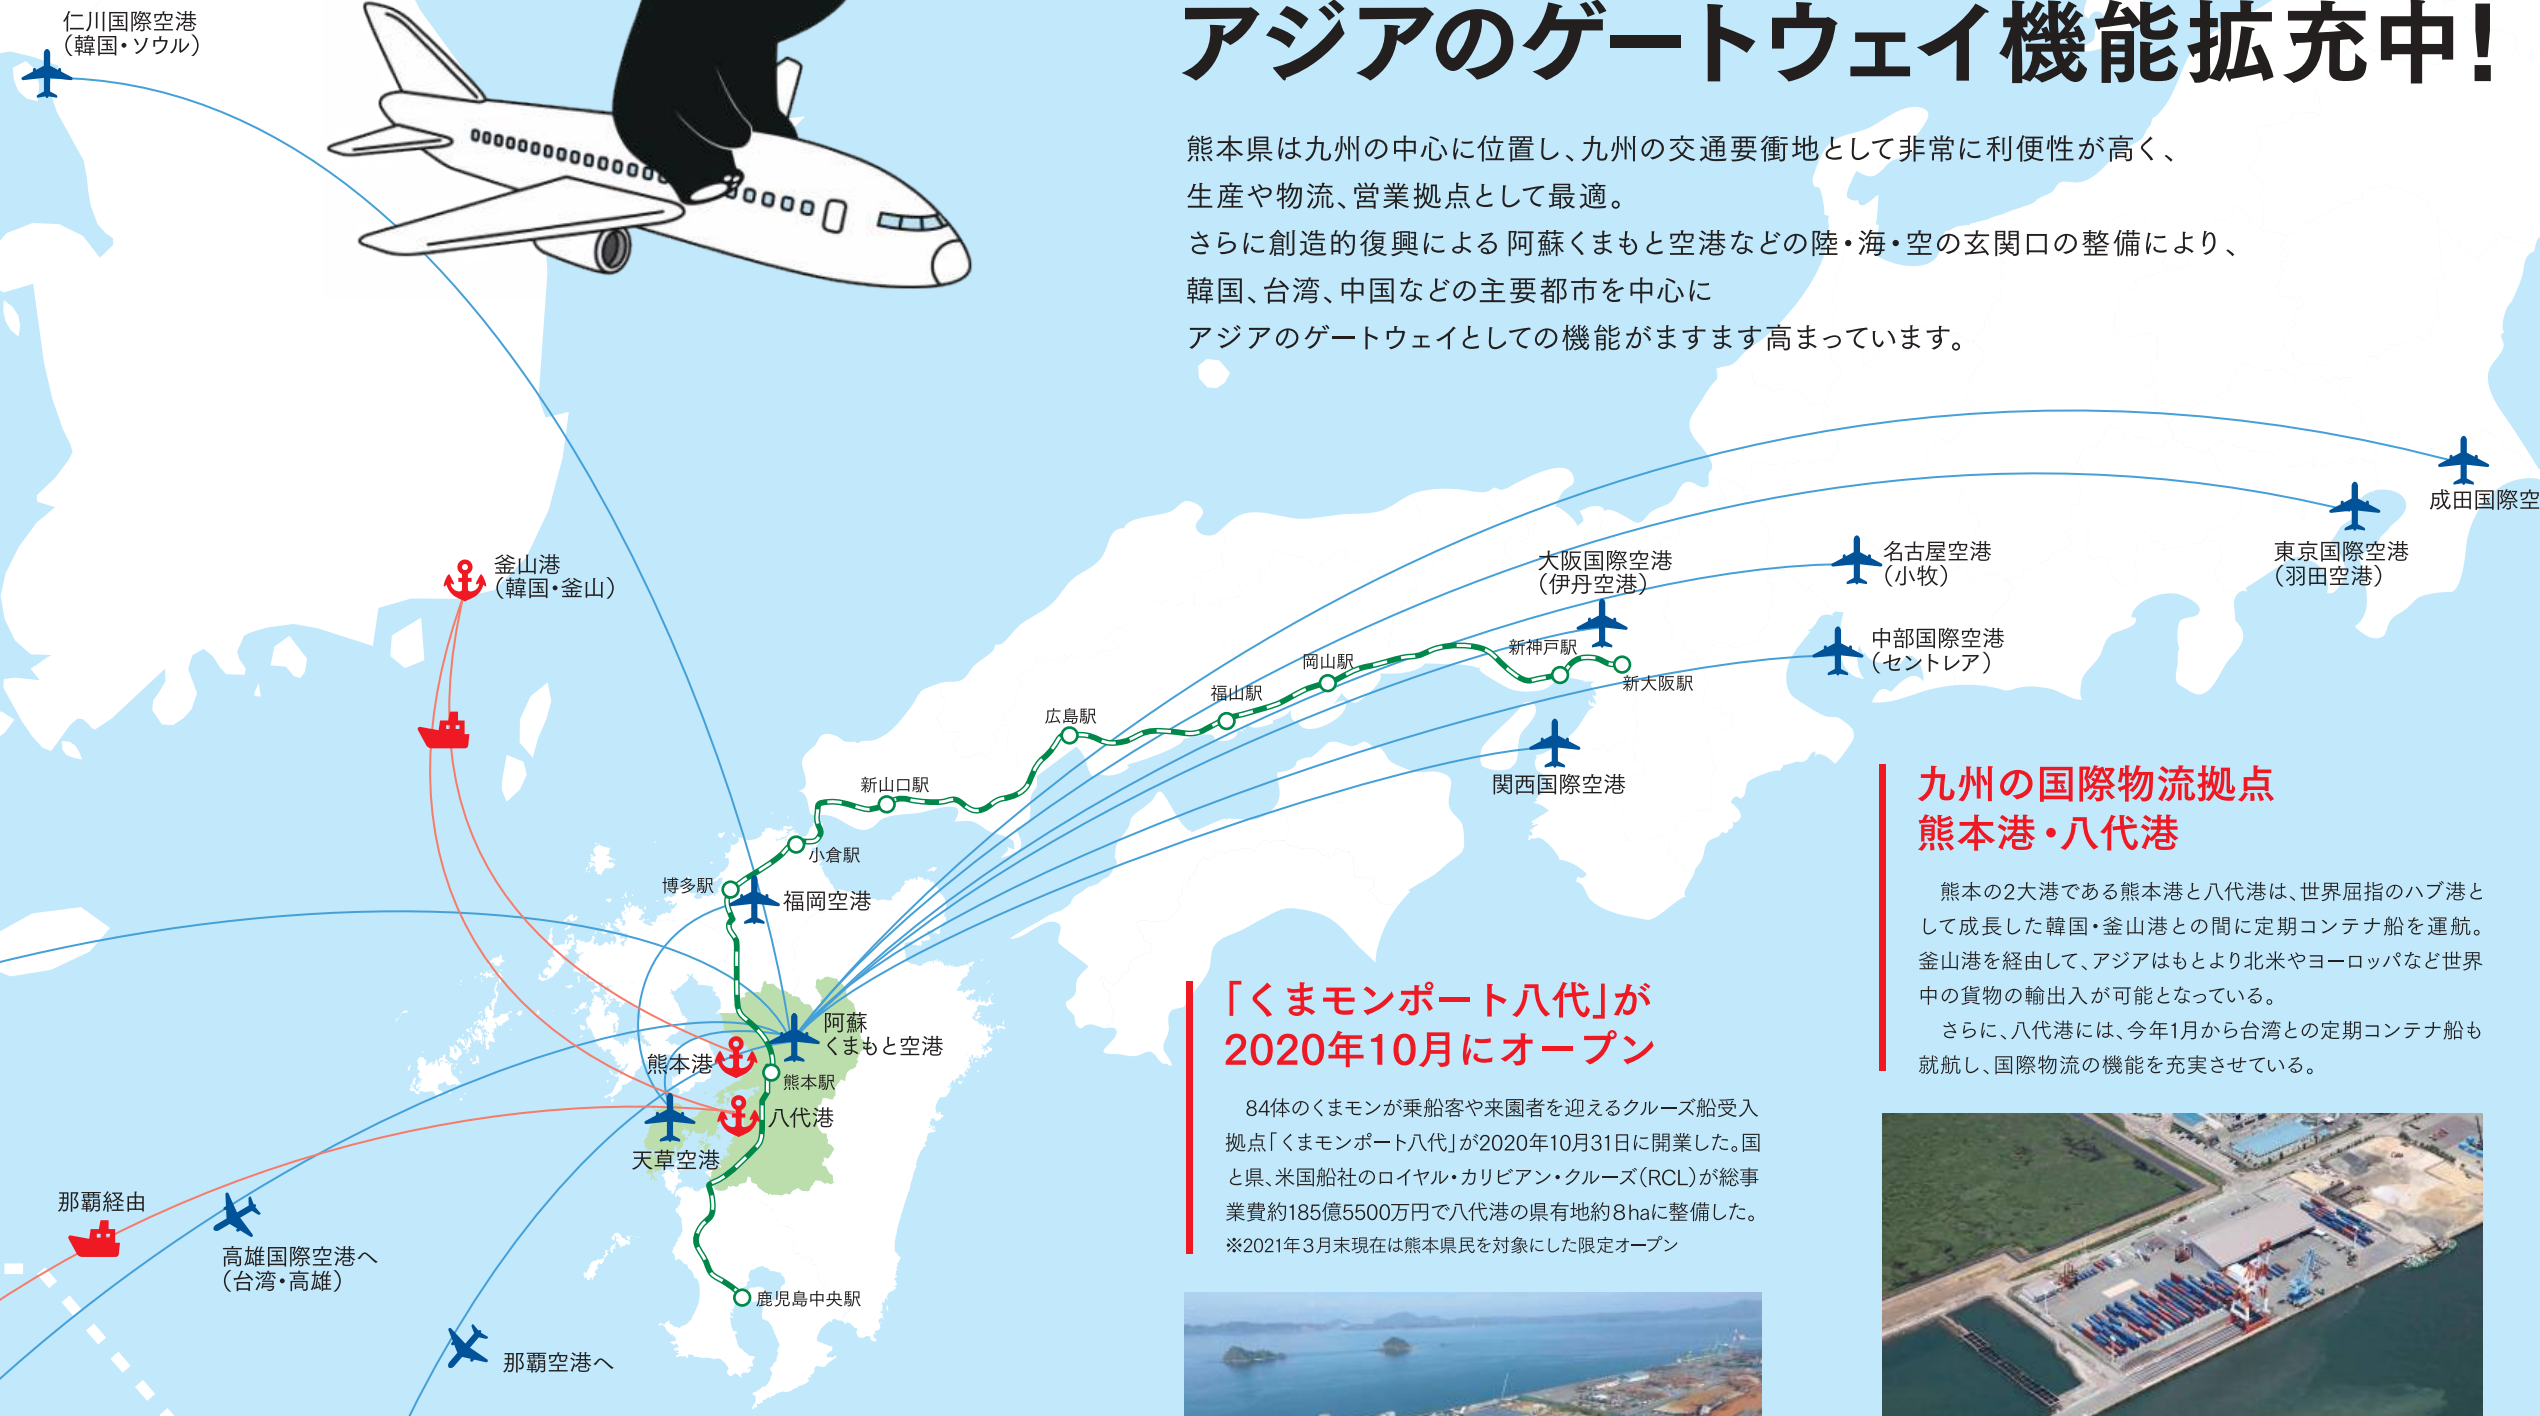 アジアのゲートウェイ機能拡充中！
熊本県は九州の中心に位置し、九州の交通要衝地として非常に利便性が高く、
生産や物流、営業拠点として最適。
さらに創造的復興による阿蘇くまもと空港などの陸・海・空の玄関口の整備により、
韓国、台湾、中国などの主要都市を中心に
アジアのゲートウェイとしての機能がますます高まっています。
仁川国際空港
（韓国・ソウル）
釜山港
（韓国・釜山）
成田国際空
東京国際空港
（羽田空港）
名古屋空港
（小牧）
中部国際空港
（セントレア）
大阪国際空港
（伊丹空港）
新神戸駅
新大阪駅
岡山駅
福山駅
広島駅
関西国際空港
新山口駅
小倉駅
博多駅
福岡空港
阿蘇
くまもと空港
熊本港
熊本駅
八代港
天草空港
鹿児島中央駅
那覇経由
高雄国際空港へ
（台湾・高雄）
那覇空港へ
「くまモンポート八代」が
2020年10月にオープン
84体のくまモンが乗船客や来園者を迎えるクルーズ船受入
拠点「くまモンポート八代」が2020年10月31日に開業した。国
と県、米国船社のロイヤル・カリビアン・クルーズ（RCL）が総事
業費約185億5500万円で八代港の県有地約8haに整備した。
※2021年3月末現在は熊本県民を対象にした限定オープン
九州の国際物流拠点
熊本港・八代港
熊本の2大港である熊本港と八代港は、世界屈指のハブ港と
して成長した韓国・釜山港との間に定期コンテナ船を運航。
釜山港を経由して、アジアはもとより北米やヨーロッパなど世界
中の貨物の輸出入が可能となっている。
さらに、八代港には、今年1月から台湾との定期コンテナ船も
就航し、国際物流の機能を充実させている。